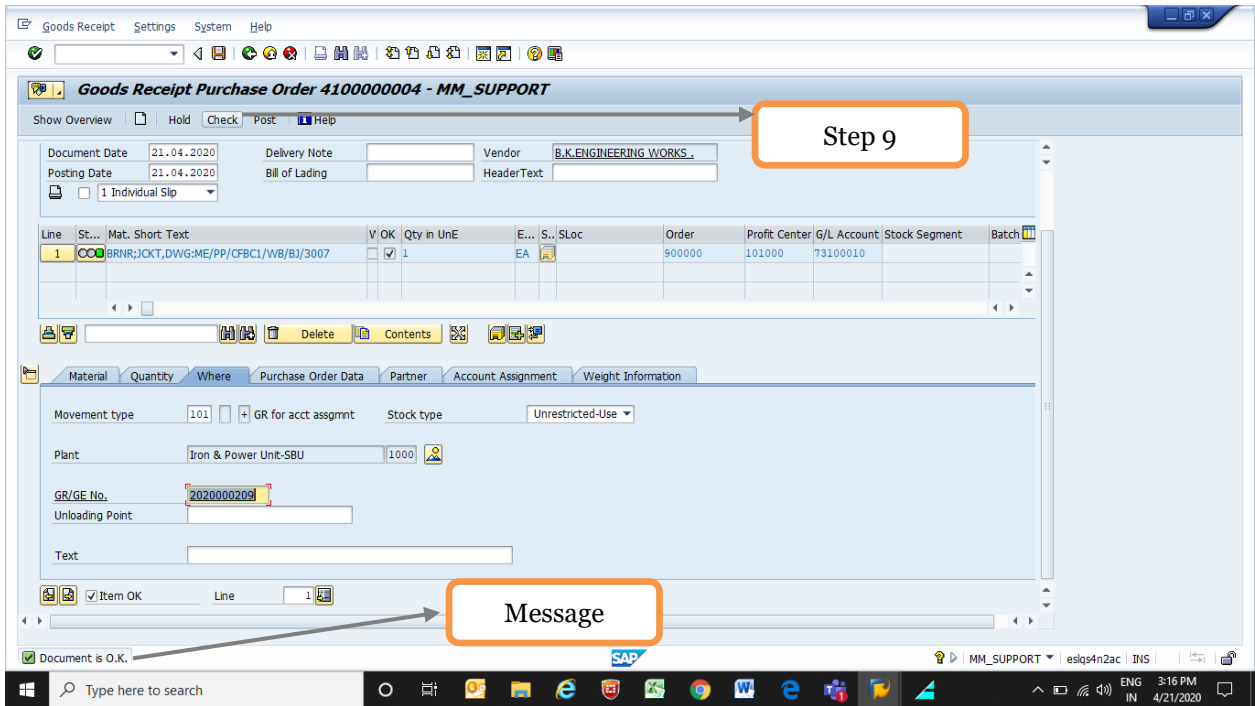 Goods Receipt Settings System Help
Goods Receipt Purchase Order 4100000004 - MM_SUPPORT
Show Overview Hold Check Post Help
Step 9
Document Date 21.04.2020 Delivery Note Vendor B.K.ENGINEERING WORKS .
Posting Date 21.04.2020 Bill of Lading HeaderText
1 Individual Slip
Line St... Mat. Short Text V OK Qty in UnE E... S.. SLoc Order Profit Center G/L Account Stock Segment Batch
1 BRNR;JCKT,DWG:ME/PP/CFBC1/WB/BJ/3007 1 EA 900000 101000 73100010
Delete Contents
Material Quantity Where Purchase Order Data Partner Account Assignment Weight Information
Movement type 101 + GR for acct assgmnt Stock type Unrestricted-Use
Plant Iron & Power Unit-SBU 1000
GR/GE No. 2020000209
Unloading Point
Text
Item OK Line 1
Message
Document is O.K. SAP MM_SUPPORT eslqs4n2ac INS
Type here to search ENG 3:16 PM
IN 4/21/2020